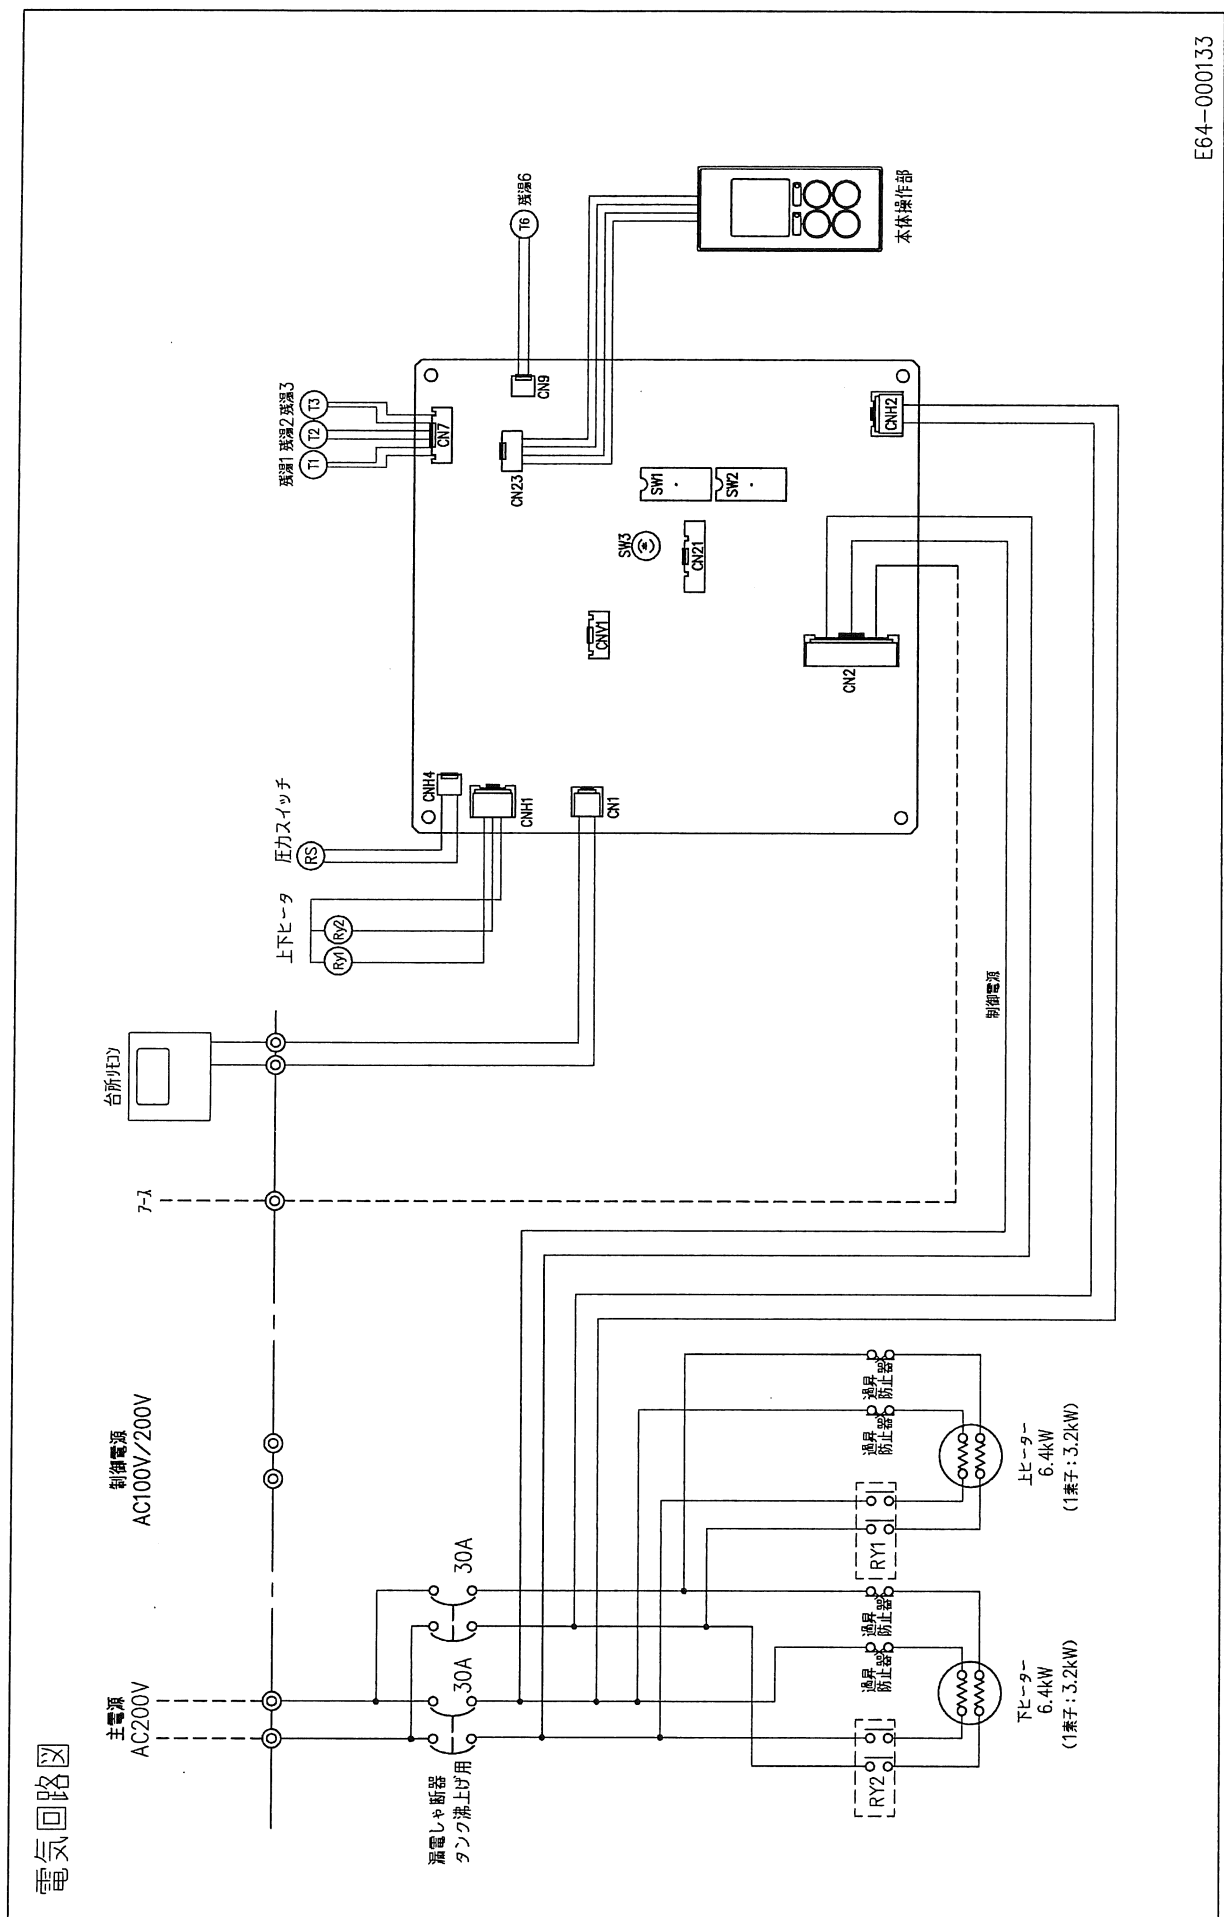 電気回路図
主電源
AC200V
制御電源
AC100V/200V
アース
台所リモコン
上下ヒータ
Ry1
Ry2
圧力スイッチ
RS
残湯1 残湯2 残湯3
T1
T2
T3
T6 残湯6
CNH4
CNH1
CN1
CN7
CN9
CN23
CNV1
SW3
CN21
SW1
SW2
CN2
CNH2
本体操作部
漏電しゃ断器
タンク沸上げ用
30A
30A
制御電源
RY2
過昇
防止器
過昇
防止器
RY1
過昇
防止器
過昇
防止器
下ヒーター
6.4kW
(1素子:3.2kW)
上ヒーター
6.4kW
(1素子:3.2kW)
E64-000133